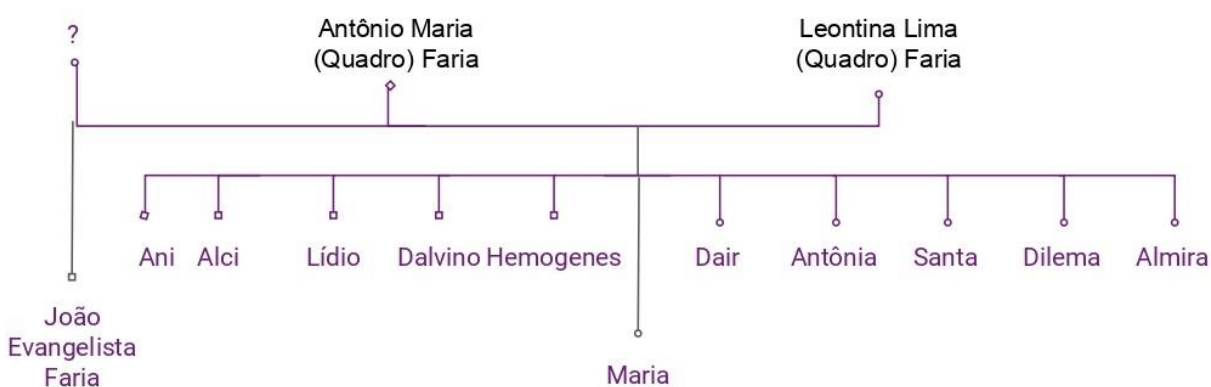 ?
Antônio Maria
(Quadro) Faria
Leontina Lima
(Quadro) Faria
Ani Alci Lídio Dalvino Hemogenes Dair Antônia Santa Dilema Almira
João
Evangelista
Faria
Maria